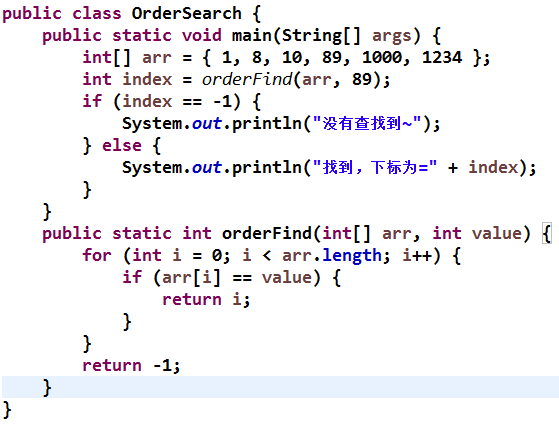 public class OrderSearch {
    public static void main(String[] args) {
        int[] arr = { 1, 8, 10, 89, 1000, 1234 };
        int index = orderFind(arr, 89);
        if (index == -1) {
            System.out.println("没有查找到~");
        } else {
            System.out.println("找到，下标为=" + index);
        }
    }
    public static int orderFind(int[] arr, int value) {
        for (int i = 0; i < arr.length; i++) {
            if (arr[i] == value) {
                return i;
            }
        }
        return -1;
    }
}